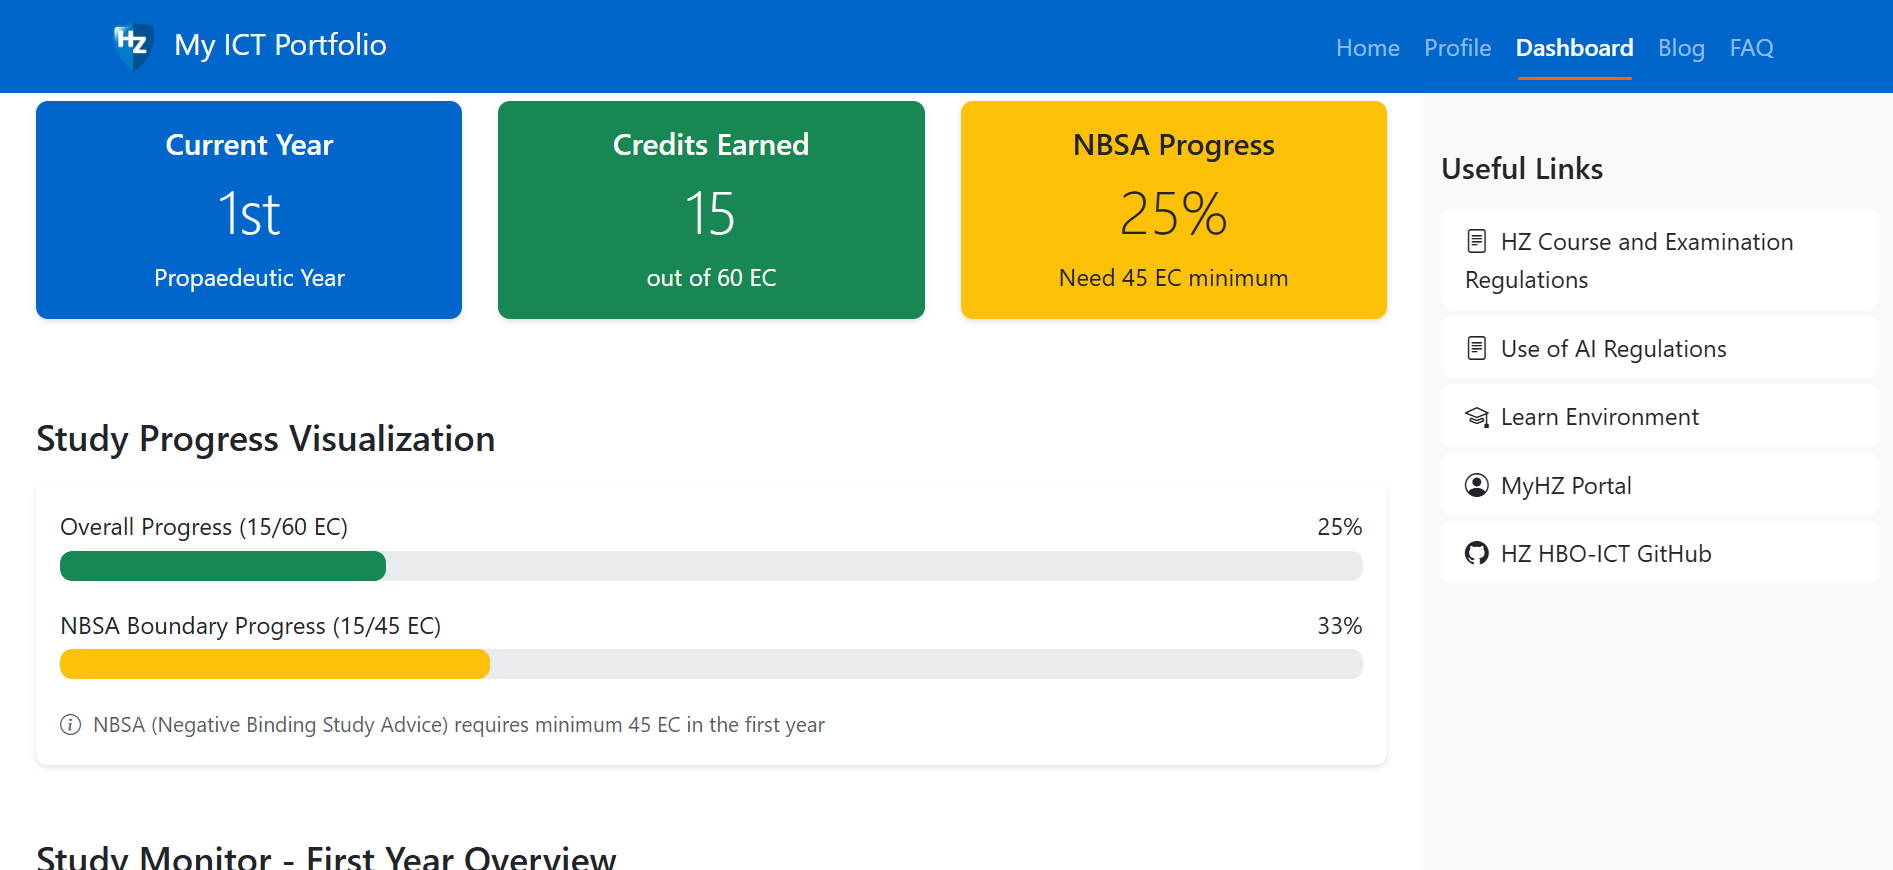 HZ
My ICT Portfolio
Home
Profile
Dashboard
Blog
FAQ
Current Year
1st
Propaedeutic Year
Credits Earned
15
out of 60 EC
NBSA Progress
25%
Need 45 EC minimum
Study Progress Visualization
Overall Progress (15/60 EC)
25%
NBSA Boundary Progress (15/45 EC)
33%
NBSA (Negative Binding Study Advice) requires minimum 45 EC in the first year
Study Monitor - First Year Overview
Useful Links
HZ Course and Examination
Regulations
Use of AI Regulations
Learn Environment
MyHZ Portal
HZ HBO-ICT GitHub